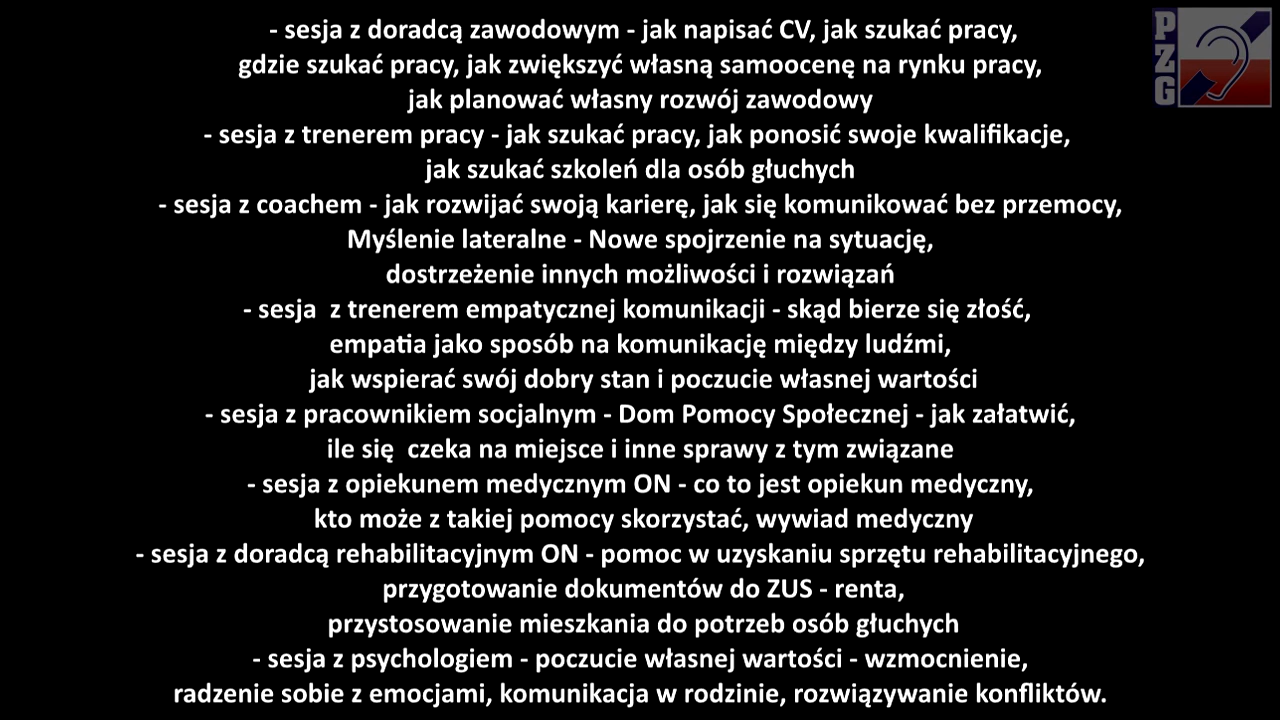 - sesja z doradcą zawodowym - jak napisać CV, jak szukać pracy,
gdzie szukać pracy, jak zwiększyć własną samoocenę na rynku pracy,
jak planować własny rozwój zawodowy
- sesja z trenerem pracy - jak szukać pracy, jak ponosić swoje kwalifikacje,
jak szukać szkoleń dla osób głuchych
- sesja z coachem - jak rozwijać swoją karierę, jak się komunikować bez przemocy,
Myślenie lateralne - Nowe spojrzenie na sytuację,
dostrzeżenie innych możliwości i rozwiązań
- sesja  z trenerem empatycznej komunikacji - skąd bierze się złość,
empatia jako sposób na komunikację między ludźmi,
jak wspierać swój dobry stan i poczucie własnej wartości
- sesja z pracownikiem socjalnym - Dom Pomocy Społecznej - jak załatwić,
ile się  czeka na miejsce i inne sprawy z tym związane
- sesja z opiekunem medycznym ON - co to jest opiekun medyczny,
kto może z takiej pomocy skorzystać, wywiad medyczny
- sesja z doradcą rehabilitacyjnym ON - pomoc w uzyskaniu sprzętu rehabilitacyjnego,
przygotowanie dokumentów do ZUS - renta,
przystosowanie mieszkania do potrzeb osób głuchych
- sesja z psychologiem - poczucie własnej wartości - wzmocnienie,
radzenie sobie z emocjami, komunikacja w rodzinie, rozwiązywanie konfliktów.
PZG